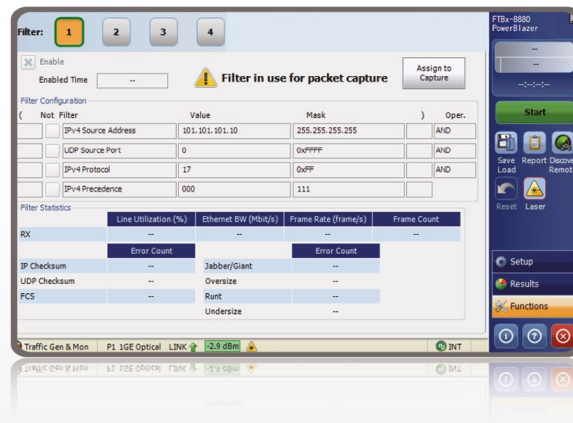 Filter: 1 2 3 4
Enable
Enabled Time --
Filter in use for packet capture
Assign to Capture
Filter Configuration
( Not Filter Value Mask ) Oper.
IPv4 Source Address 101.101.101.10 255.255.255.255 AND
UDP Source Port 0 0xFFFF AND
IPv4 Protocol 17 0xFF AND
IPv4 Precedence 000 111
Filter Statistics
Line Utilization (%) Ethernet BW (Mbit/s) Frame Rate (frame/s) Frame Count
RX -- -- -- --
Error Count Error Count
IP Checksum -- Jabber/Giant --
UDP Checksum -- Oversize --
FCS -- Runt --
Undersize --
Traffic Gen & Mon P1 1GE Optical LINK -2.9 dBm INT
FTBx-8880
PowerBlazer
--
--
--:--:--
Start
Save Load
Report
Discover Remote
Reset
Laser
Setup
Results
Functions